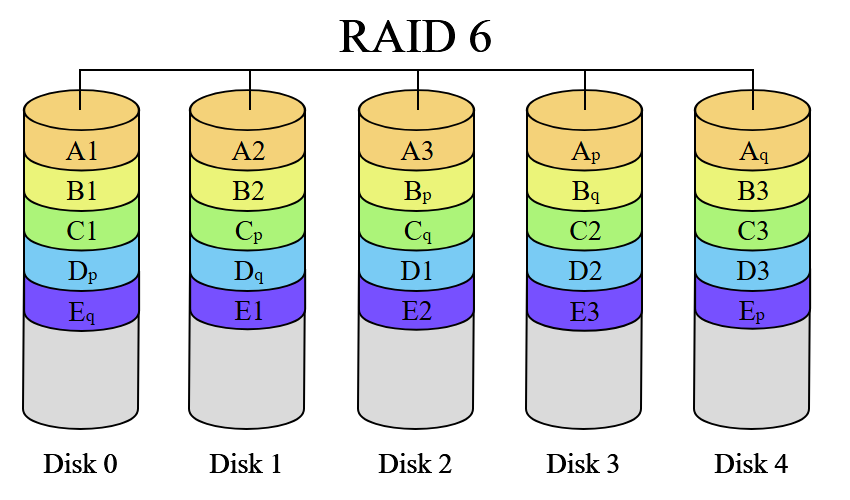 RAID 6
A1 A2 A3 Ap Aq
B1 B2 Bp Bq B3
C1 Cp Cq C2 C3
Dp Dq D1 D2 D3
Eq E1 E2 E3 Ep
Disk 0 Disk 1 Disk 2 Disk 3 Disk 4